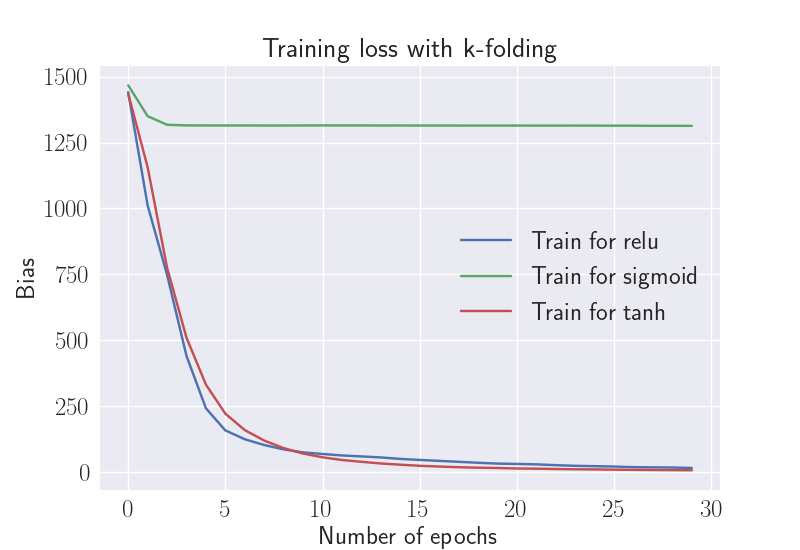 Training loss with k-folding
1500
1250
1000
750
500
250
0
Bias
Train for relu
Train for sigmoid
Train for tanh
0 5 10 15 20 25 30
Number of epochs